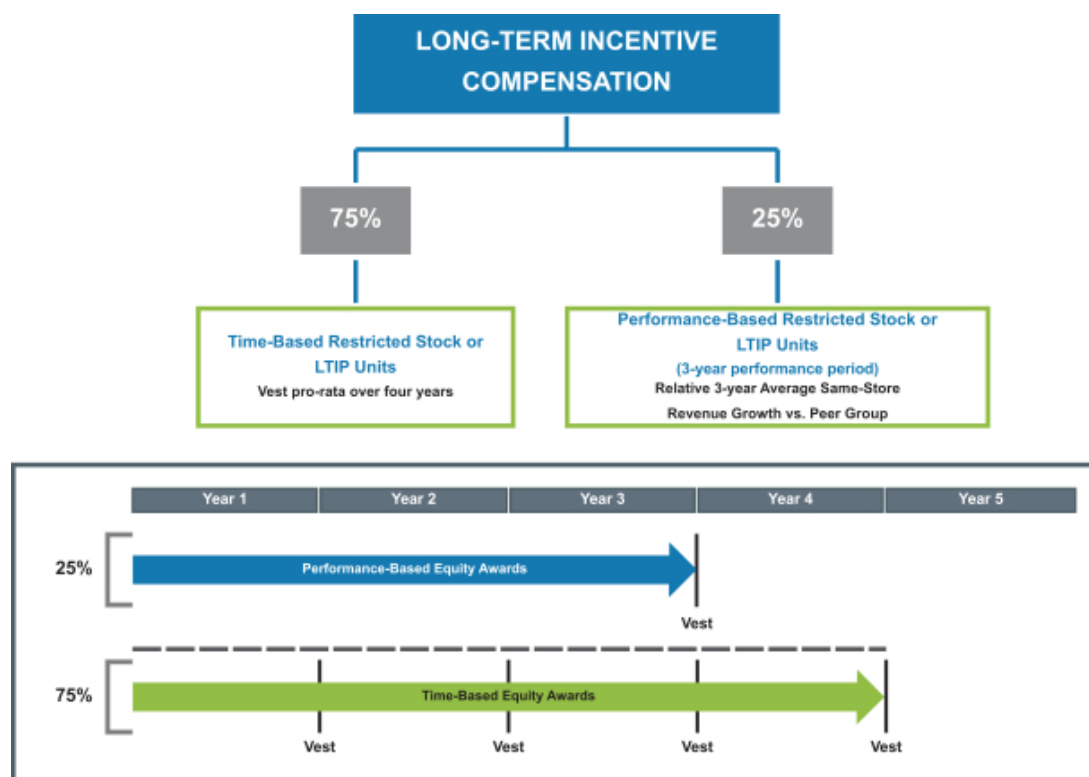 LONG-TERM INCENTIVE
COMPENSATION
75%
25%
Time-Based Restricted Stock or
LTIP Units
Vest pro-rata over four years
Performance-Based Restricted Stock or
LTIP Units
(3-year performance period)
Relative 3-year Average Same-Store
Revenue Growth vs. Peer Group
Year 1 Year 2 Year 3 Year 4 Year 5
25%
Performance-Based Equity Awards
Vest
75%
Time-Based Equity Awards
Vest Vest Vest Vest